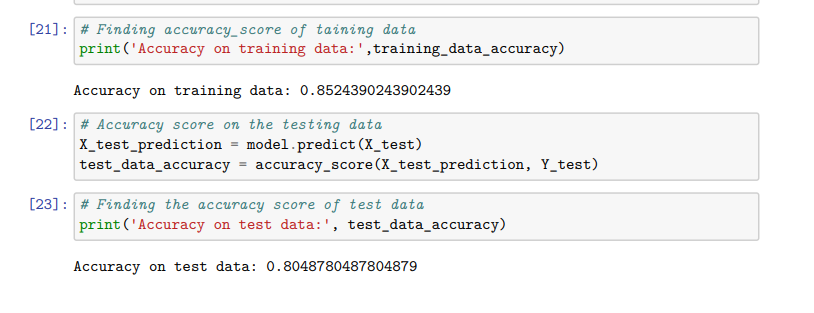 [21]: # Finding accuracy_score of taining data
print('Accuracy on training data:',training_data_accuracy)
Accuracy on training data: 0.8524390243902439
[22]: # Accuracy score on the testing data
X_test_prediction = model.predict(X_test)
test_data_accuracy = accuracy_score(X_test_prediction, Y_test)
[23]: # Finding the accuracy score of test data
print('Accuracy on test data:', test_data_accuracy)
Accuracy on test data: 0.8048780487804879